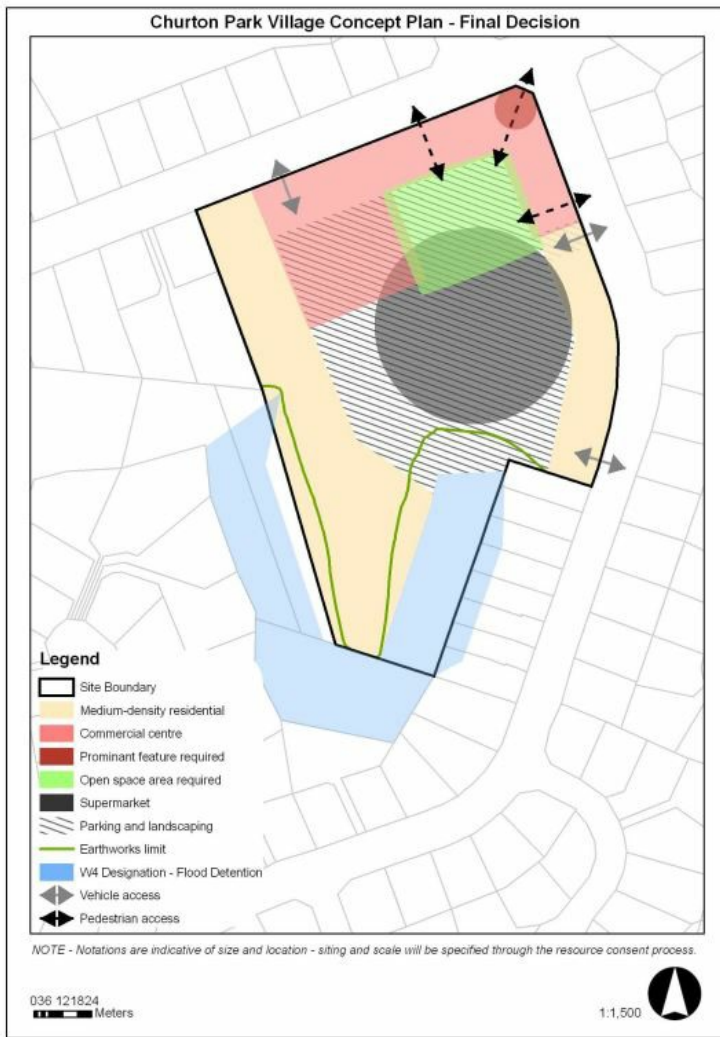 Churton Park Village Concept Plan - Final Decision
Legend
Site Boundary
Medium-density residential
Commercial centre
Prominant feature required
Open space area required
Supermarket
Parking and landscaping
Earthworks limit
W4 Designation - Flood Detention
Vehicle access
Pedestrian access
NOTE - Notations are indicative of size and location - siting and scale will be specified through the resource consent process.
036 121824
Meters
1:1,500